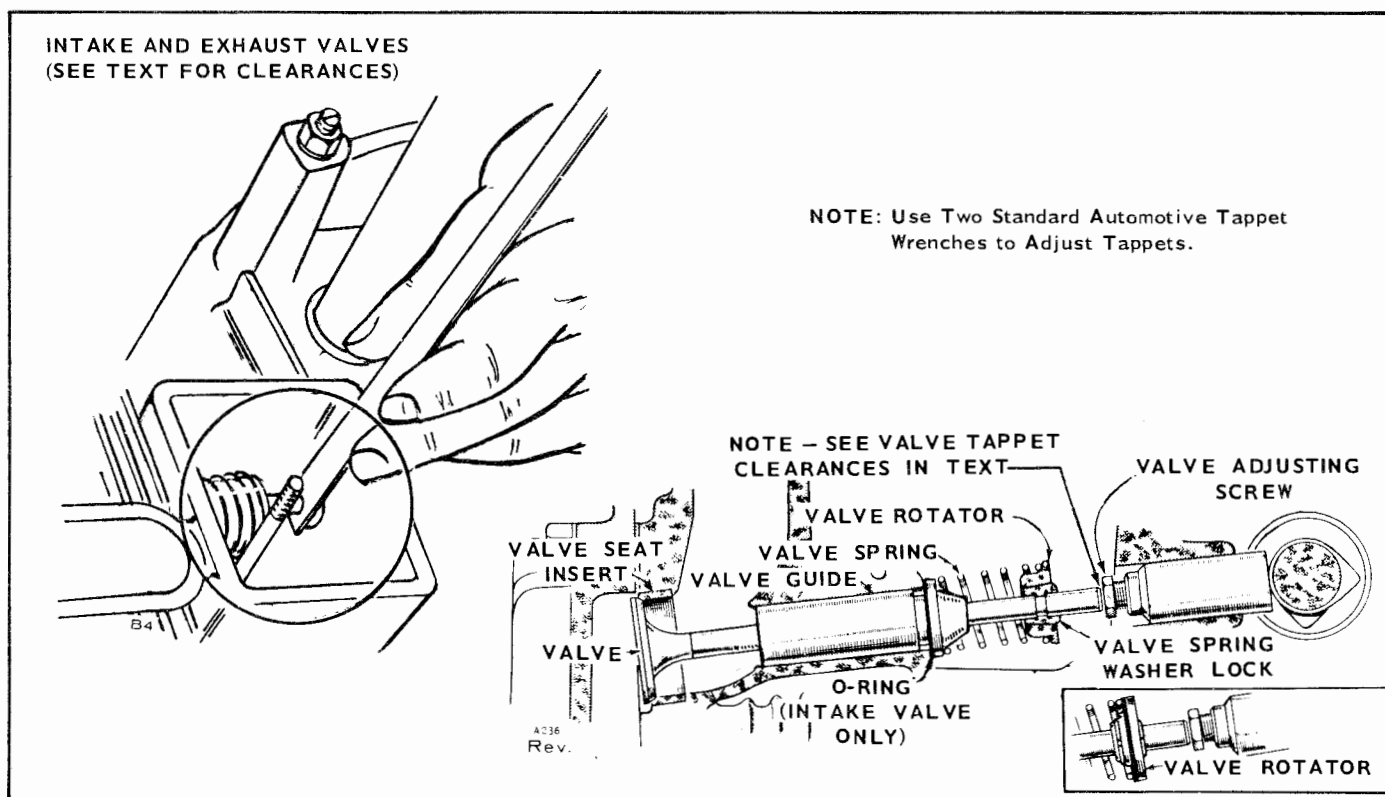 INTAKE AND EXHAUST VALVES
(SEE TEXT FOR CLEARANCES)
NOTE: Use Two Standard Automotive Tappet
Wrenches to Adjust Tappets.
NOTE – SEE VALVE TAPPET
CLEARANCES IN TEXT
VALVE ADJUSTING
SCREW
VALVE ROTATOR
VALVE SEAT
INSERT
VALVE SPRING
VALVE GUIDE
VALVE
VALVE SPRING
WASHER LOCK
O-RING
(INTAKE VALVE
ONLY)
B4
A236
Rev.
VALVE ROTATOR